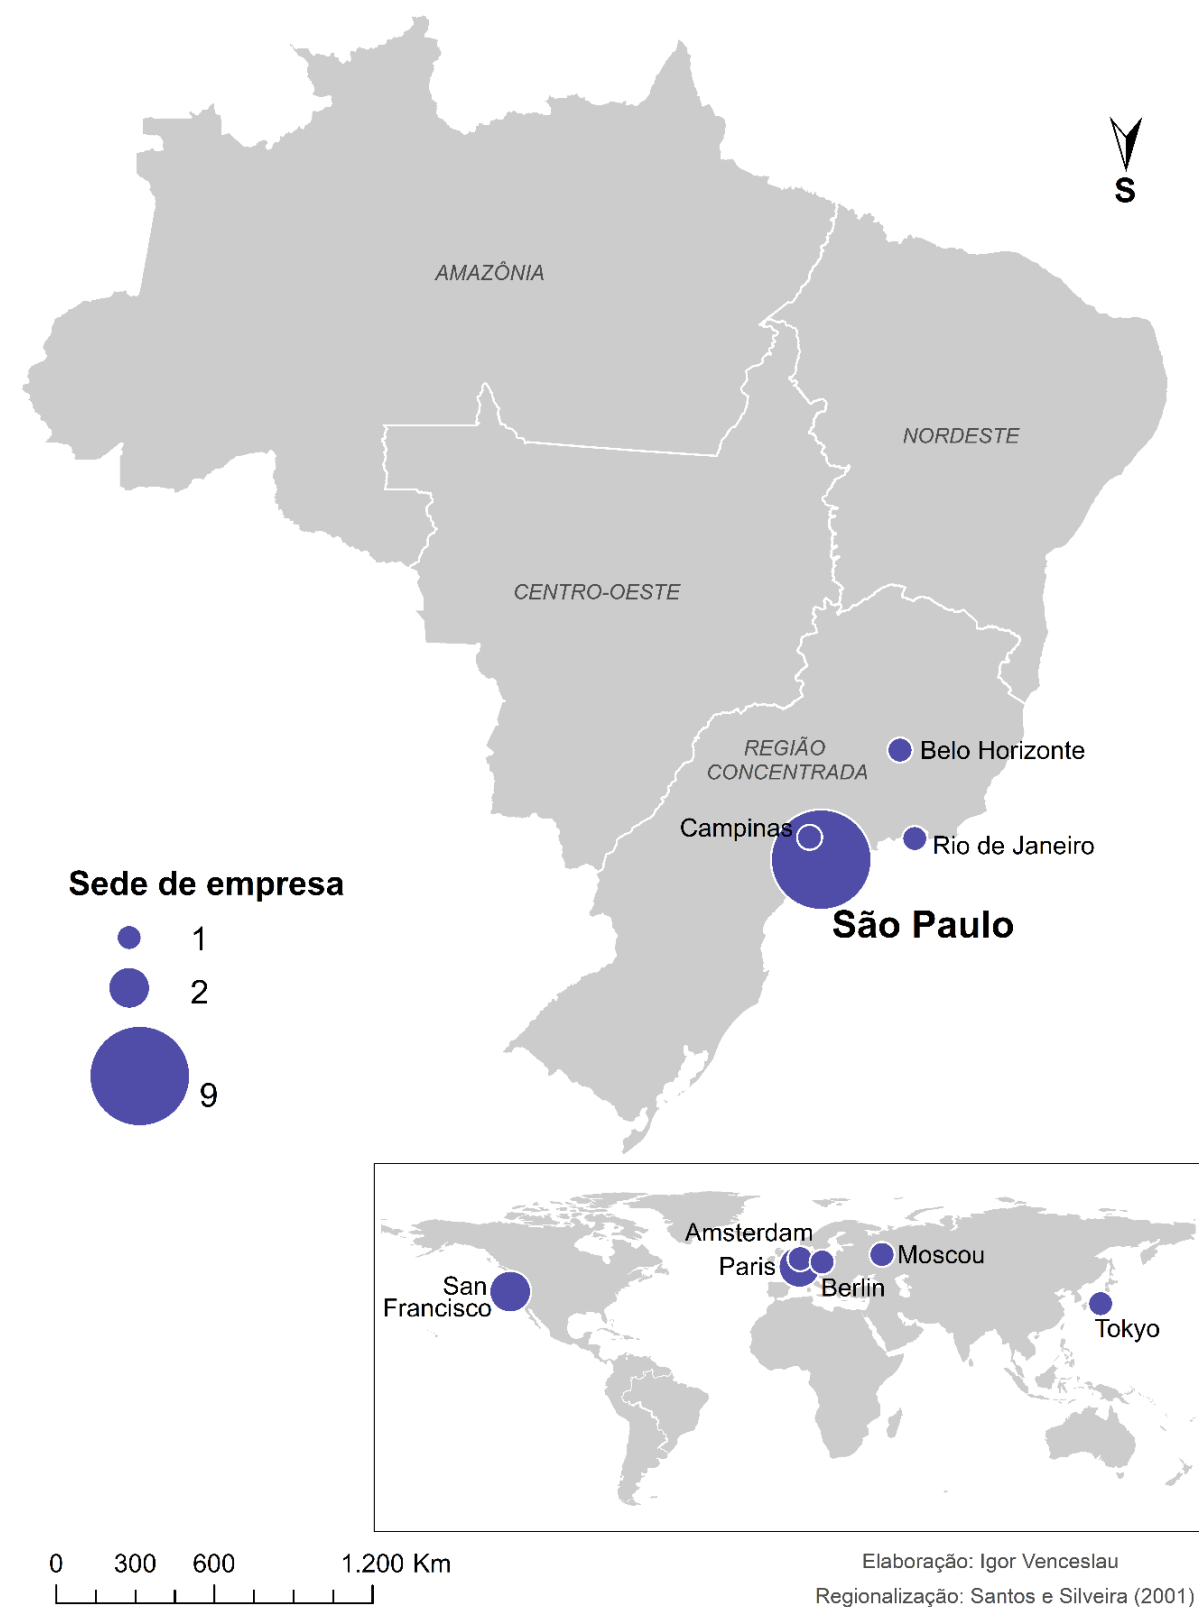 S
AMAZÔNIA
NORDESTE
CENTRO-OESTE
REGIÃO
CONCENTRADA
Belo Horizonte
Campinas
Rio de Janeiro
São Paulo
Sede de empresa
1
2
9
Amsterdam
Paris
Berlin
Moscou
San
Francisco
Tokyo
0 300 600 1.200 Km
Elaboração: Igor Venceslau
Regionalização: Santos e Silveira (2001)